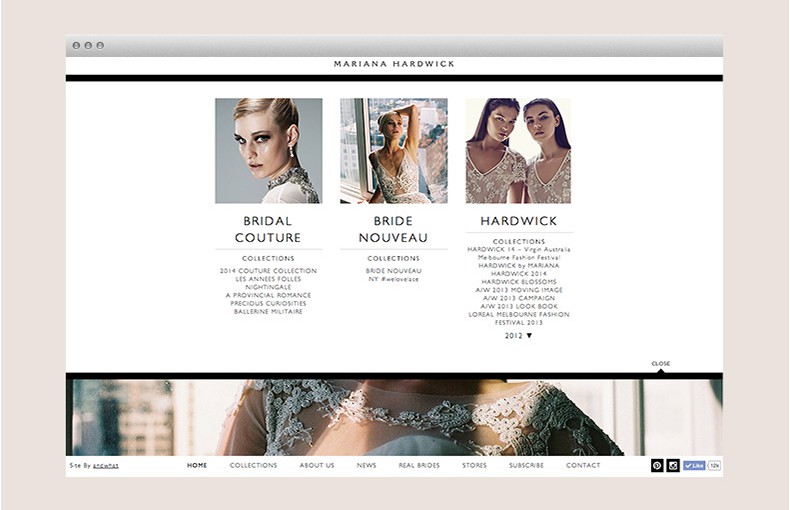 MARIANA HARDWICK
BRIDAL
COUTURE
COLLECTIONS
2014 COUTURE COLLECTION
LES ANNEES FOLLES
NIGHTINGALE
A PROVINCIAL ROMANCE
PRECIOUS CURIOSITIES
BALLERINE MILITAIRE
BRIDE
NOUVEAU
COLLECTIONS
BRIDE NOUVEAU
NY #welovelace
HARDWICK
COLLECTIONS
HARDWICK 14 – Virgin Australia
Melbourne Fashion Festival
HARDWICK by MARIANA
HARDWICK 2014
HARDWICK BLOSSOMS
A/W 2013 MOVING IMAGE
A/W 2013 CAMPAIGN
A/W 2013 LOOK BOOK
LOREAL MELBOURNE FASHION
FESTIVAL 2013
2012 ▼
CLOSE
Site By andwhat HOME COLLECTIONS ABOUT US NEWS REAL BRIDES STORES SUBSCRIBE CONTACT Like 12k